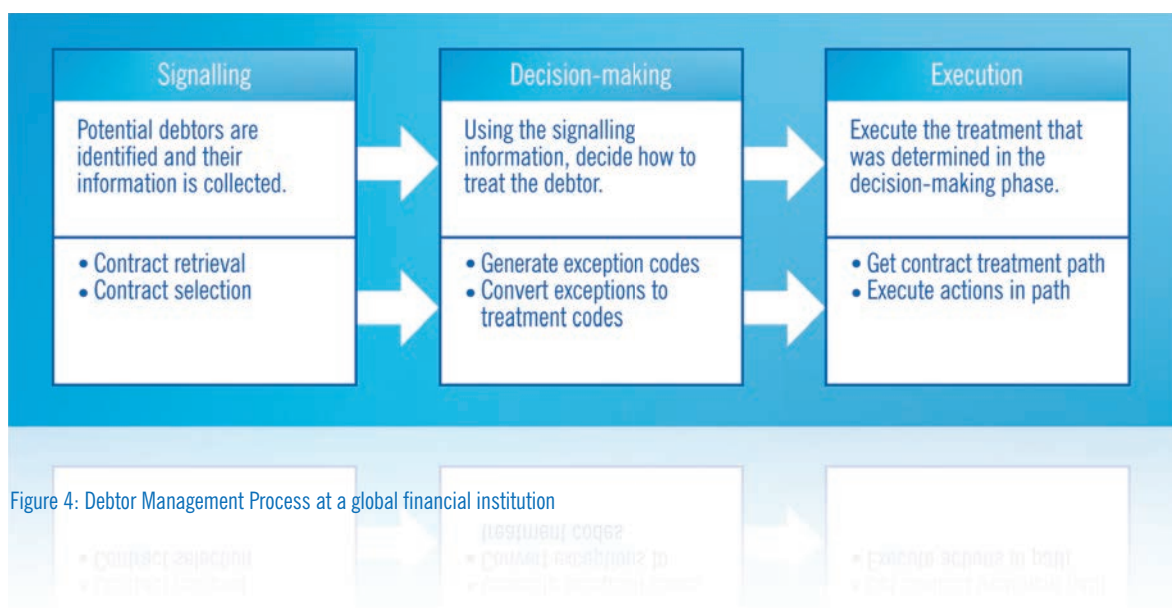 Signalling
Potential debtors are
identified and their
information is collected.
• Contract retrieval
• Contract selection
Decision-making
Using the signalling
information, decide how to
treat the debtor.
• Generate exception codes
• Convert exceptions to
treatment codes
Execution
Execute the treatment that
was determined in the
decision-making phase.
• Get contract treatment path
• Execute actions in path
Figure 4: Debtor Management Process at a global financial institution